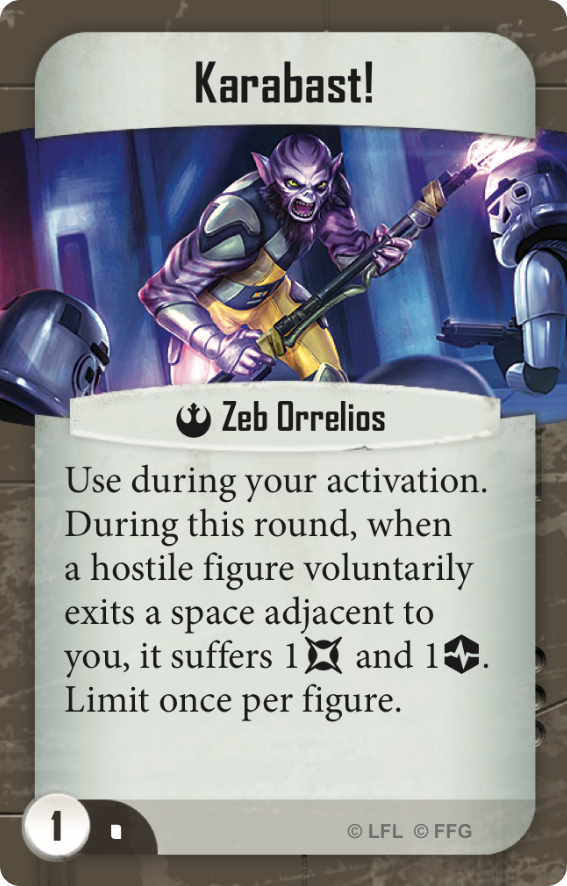 Karabast!
Zeb Orrelios
Use during your activation.
During this round, when
a hostile figure voluntarily
exits a space adjacent to
you, it suffers 1 and 1.
Limit once per figure.
1
© LFL © FFG